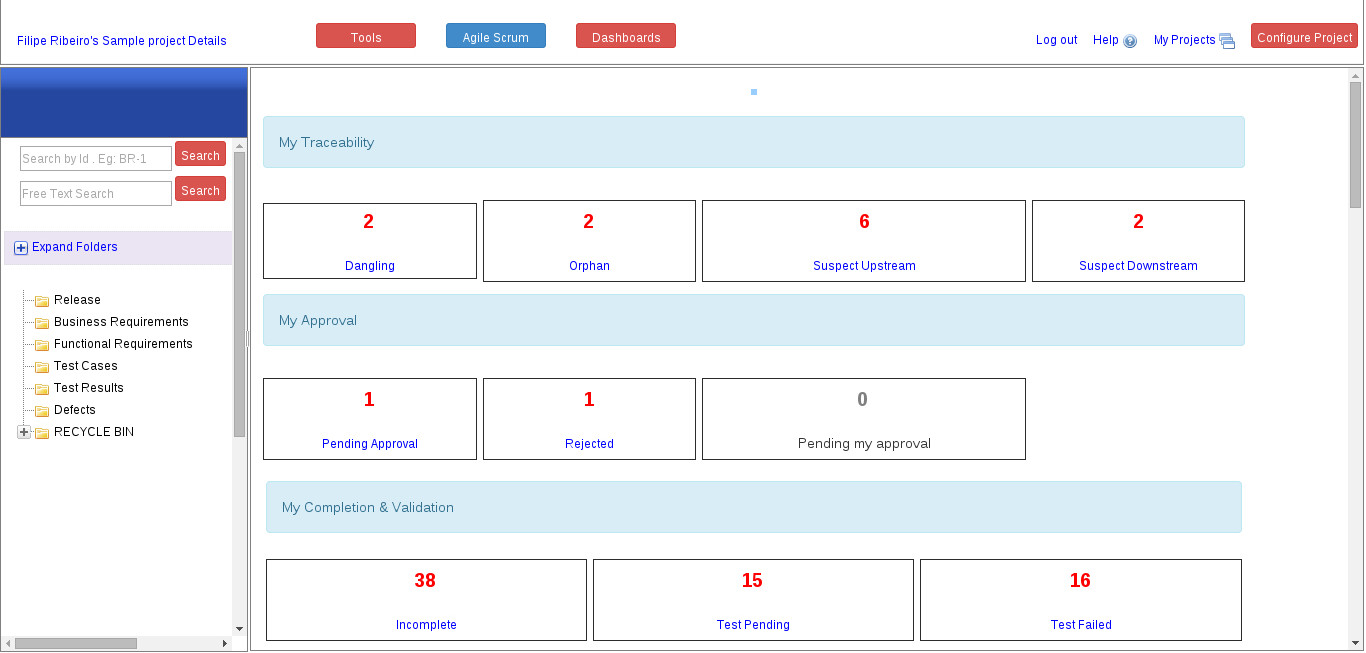 Filipe Ribeiro's Sample project Details
Tools
Agile Scrum
Dashboards
Log out
Help
My Projects
Configure Project
Search by Id . Eg: BR-1
Search
Free Text Search
Search
Expand Folders
Release
Business Requirements
Functional Requirements
Test Cases
Test Results
Defects
RECYCLE BIN
My Traceability
2
Dangling
2
Orphan
6
Suspect Upstream
2
Suspect Downstream
My Approval
1
Pending Approval
1
Rejected
0
Pending my approval
My Completion & Validation
38
Incomplete
15
Test Pending
16
Test Failed